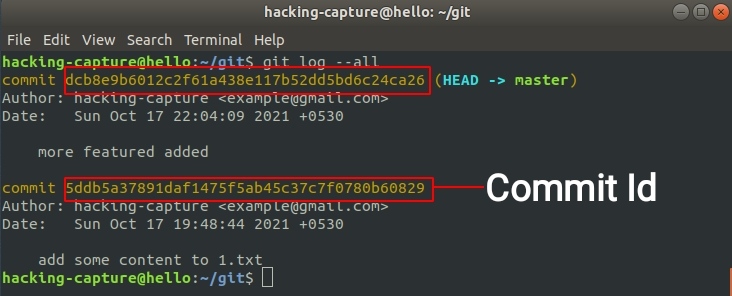 hacking-capture@hello: ~/git
File Edit View Search Terminal Help
hacking-capture@hello:~/git$ git log --all
commit dcb8e9b6012c2f61a438e117b52dd5bd6c24ca26 (HEAD -> master)
Author: hacking-capture <example@gmail.com>
Date:   Sun Oct 17 22:04:09 2021 +0530
more featured added
commit 5ddb5a37891daf1475f5ab45c37c7f0780b60829
Commit Id
Author: hacking-capture <example@gmail.com>
Date:   Sun Oct 17 19:48:44 2021 +0530
add some content to 1.txt
hacking-capture@hello:~/git$